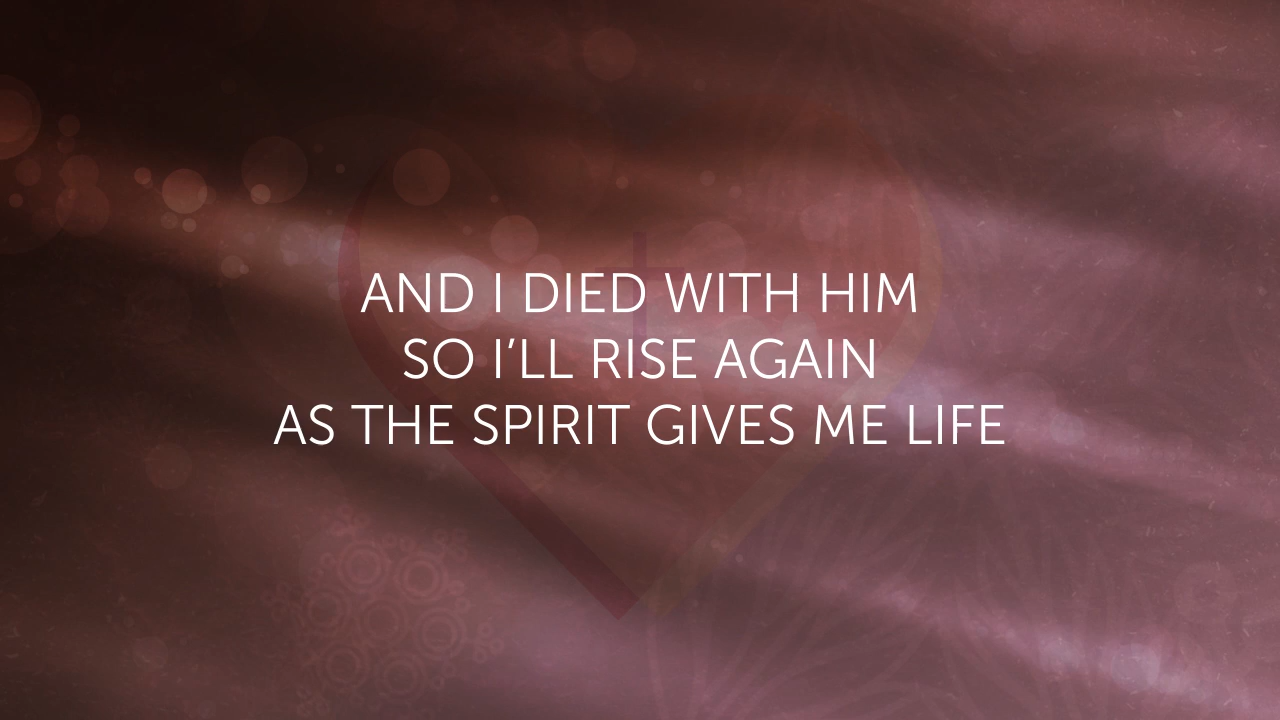 AND I DIED WITH HIM
SO I’LL RISE AGAIN
AS THE SPIRIT GIVES ME LIFE